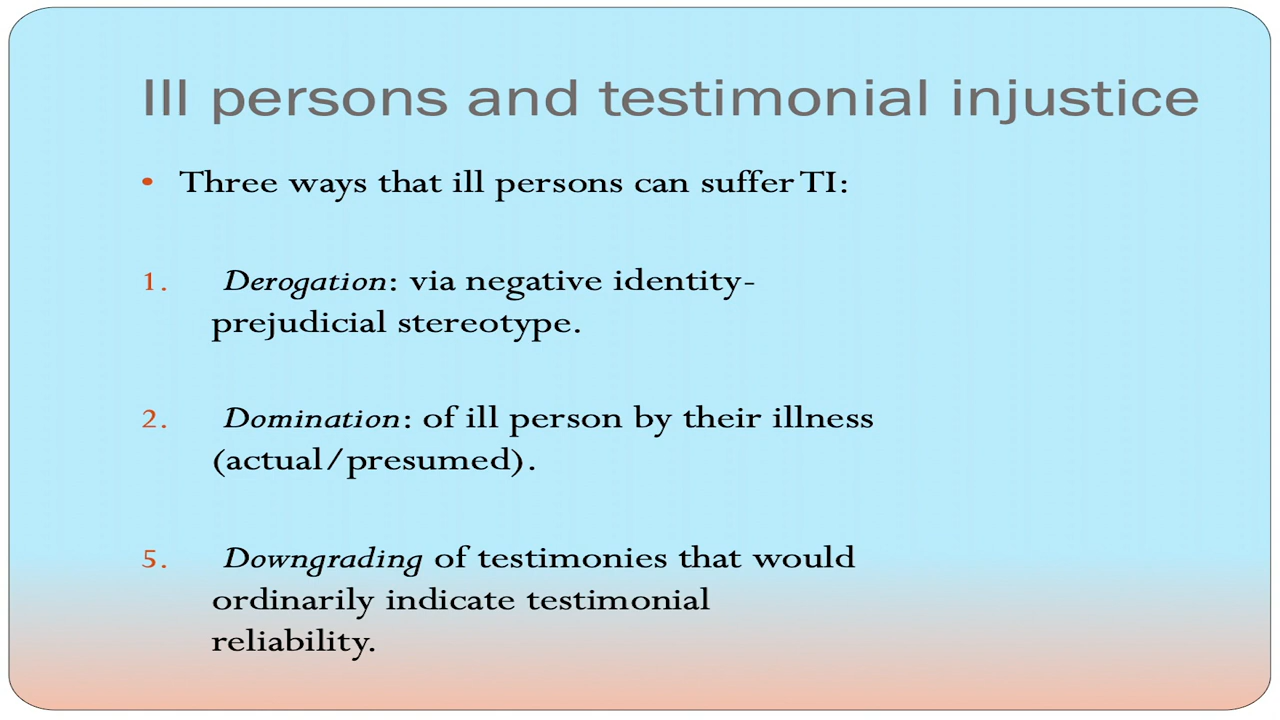 Ill persons and testimonial injustice
• Three ways that ill persons can suffer TI:
1. Derogation: via negative identity-
prejudicial stereotype.
2. Domination: of ill person by their illness
(actual/presumed).
5. Downgrading of testimonies that would
ordinarily indicate testimonial
reliability.